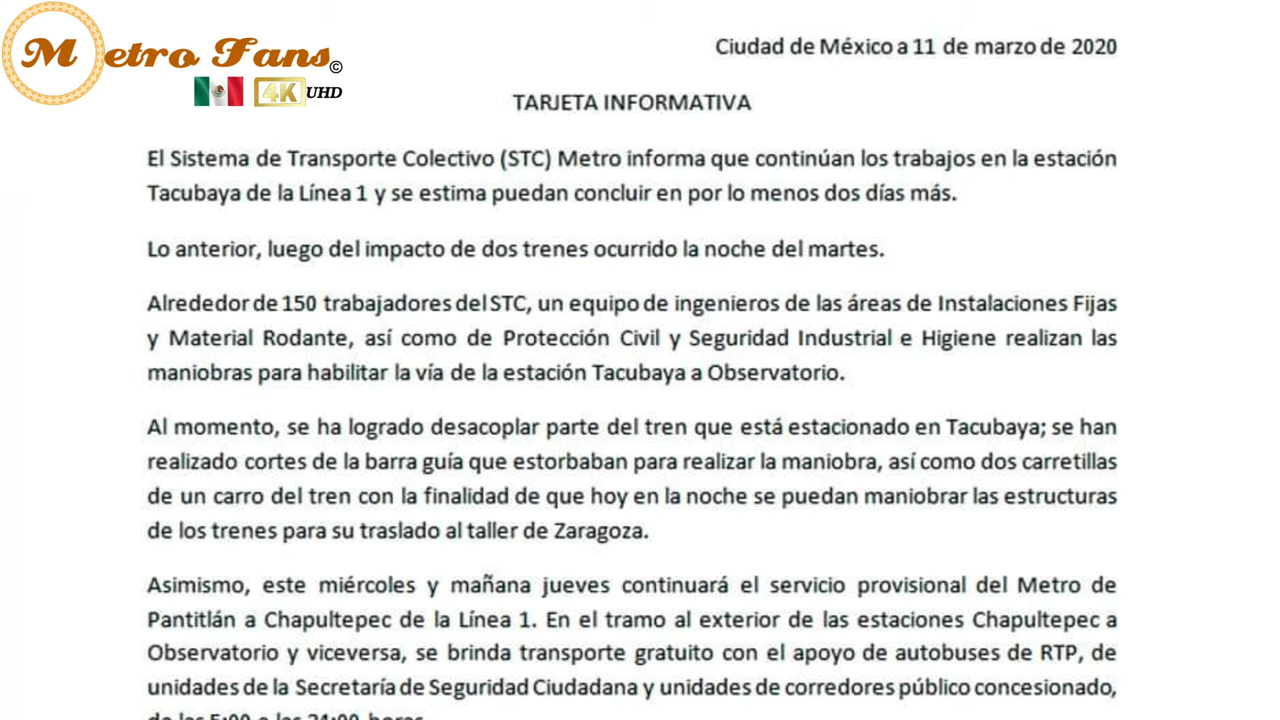 Metro Fans©
4K UHD
Ciudad de México a 11 de marzo de 2020
TARJETA INFORMATIVA
El Sistema de Transporte Colectivo (STC) Metro informa que continúan los trabajos en la estación
Tacubaya de la Línea 1 y se estima puedan concluir en por lo menos dos días más.
Lo anterior, luego del impacto de dos trenes ocurrido la noche del martes.
Alrededor de 150 trabajadores del STC, un equipo de ingenieros de las áreas de Instalaciones Fijas
y Material Rodante, así como de Protección Civil y Seguridad Industrial e Higiene realizan las
maniobras para habilitar la vía de la estación Tacubaya a Observatorio.
Al momento, se ha logrado desacoplar parte del tren que está estacionado en Tacubaya; se han
realizado cortes de la barra guía que estorbaban para realizar la maniobra, así como dos carretillas
de un carro del tren con la finalidad de que hoy en la noche se puedan maniobrar las estructuras
de los trenes para su traslado al taller de Zaragoza.
Asimismo, este miércoles y mañana jueves continuará el servicio provisional del Metro de
Pantitlán a Chapultepec de la Línea 1. En el tramo al exterior de las estaciones Chapultepec a
Observatorio y viceversa, se brinda transporte gratuito con el apoyo de autobuses de RTP, de
unidades de la Secretaría de Seguridad Ciudadana y unidades de corredores público concesionado,
de las 5:00 a las 24:00 horas.